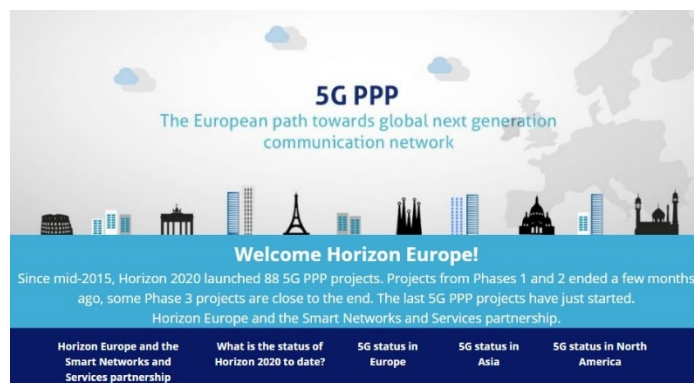 5G PPP
The European path towards global next generation
communication network
Welcome Horizon Europe!
Since mid-2015, Horizon 2020 launched 88 5G PPP projects. Projects from Phases 1 and 2 ended a few months
ago, some Phase 3 projects are close to the end. The last 5G PPP projects have just started.
Horizon Europe and the Smart Networks and Services partnership.
Horizon Europe and the
Smart Networks and
Services partnership
What is the status of
Horizon 2020 to date?
5G status in
Europe
5G status in
Asia
5G status in North
America